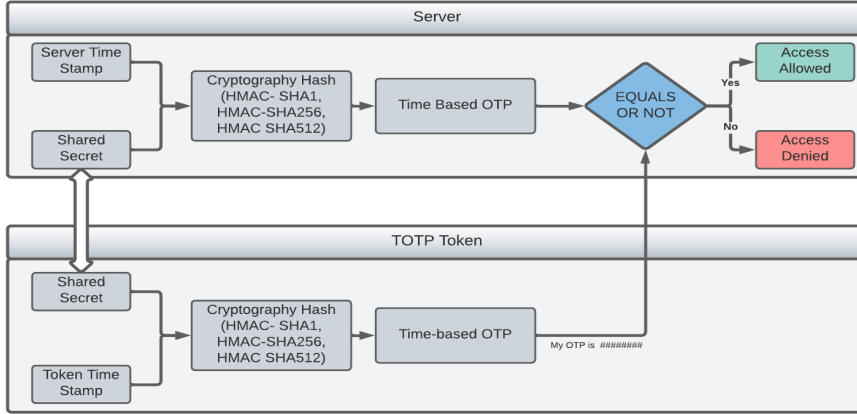 Server
Server Time
Stamp
Shared
Secret
Cryptography Hash
(HMAC- SHA1,
HMAC-SHA256,
HMAC SHA512)
Time Based OTP
EQUALS
OR NOT
Yes
No
Access
Allowed
Access
Denied
TOTP Token
Shared
Secret
Token Time
Stamp
Cryptography Hash
(HMAC- SHA1,
HMAC-SHA256,
HMAC SHA512)
Time-based OTP
My OTP is ########